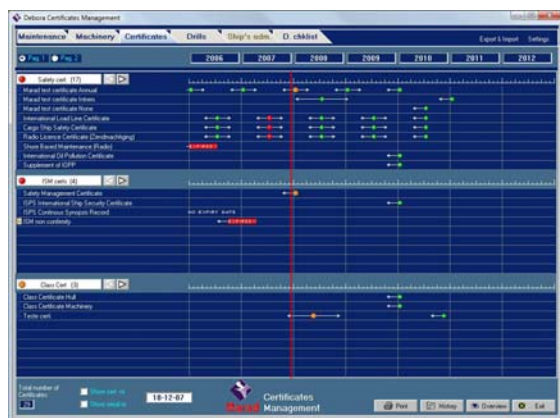 Debora Certificates Management
Maintenance Machinery Certificates Drills Ship's adm. D. chklist
Export & Import Settings
Pag. 1 Pag. 2
2006 2007 2008 2009 2010 2011 2012
Safety cert. (17)
Marad test certificate Annual
Marad test certificate Interm.
Marad test certificate None
International Load Line Certificate
Cargo Ship Safety Certificate
Radio Licence Certificate (Zendmachtiging)
Shore Based Maintenance (Radio) EXPIRED
International Oil Pollution Certificate
Supplement of IOPP
ISM certs (4)
Safety Management Certificate
ISPS International Ship Security Certificate
ISPS Continous Synopsis Record NO EXPIRY DATE
ISM non comformity EXPIRED
Class Cert. (3)
Class Certificate Hull
Class Certificate Machinery
Teste certi
Total number of
Certificates:
18-12-07
Marad
Certificates
Management
Print History Overview Exit